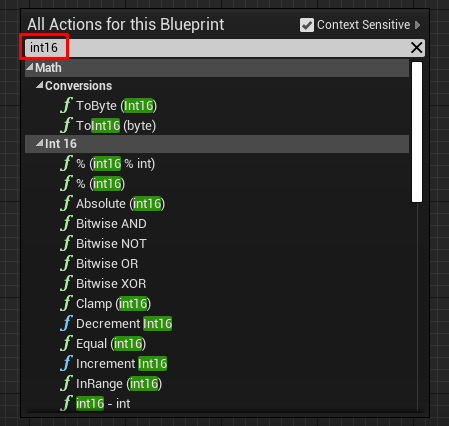 All Actions for this Blueprint Context Sensitive
int16
Math
Conversions
ToByte (Int16)
ToInt16 (byte)
Int 16
% (int16 % int)
% (int16)
Absolute (int16)
Bitwise AND
Bitwise NOT
Bitwise OR
Bitwise XOR
Clamp (int16)
Decrement Int16
Equal (int16)
Increment Int16
InRange (int16)
int16 - int